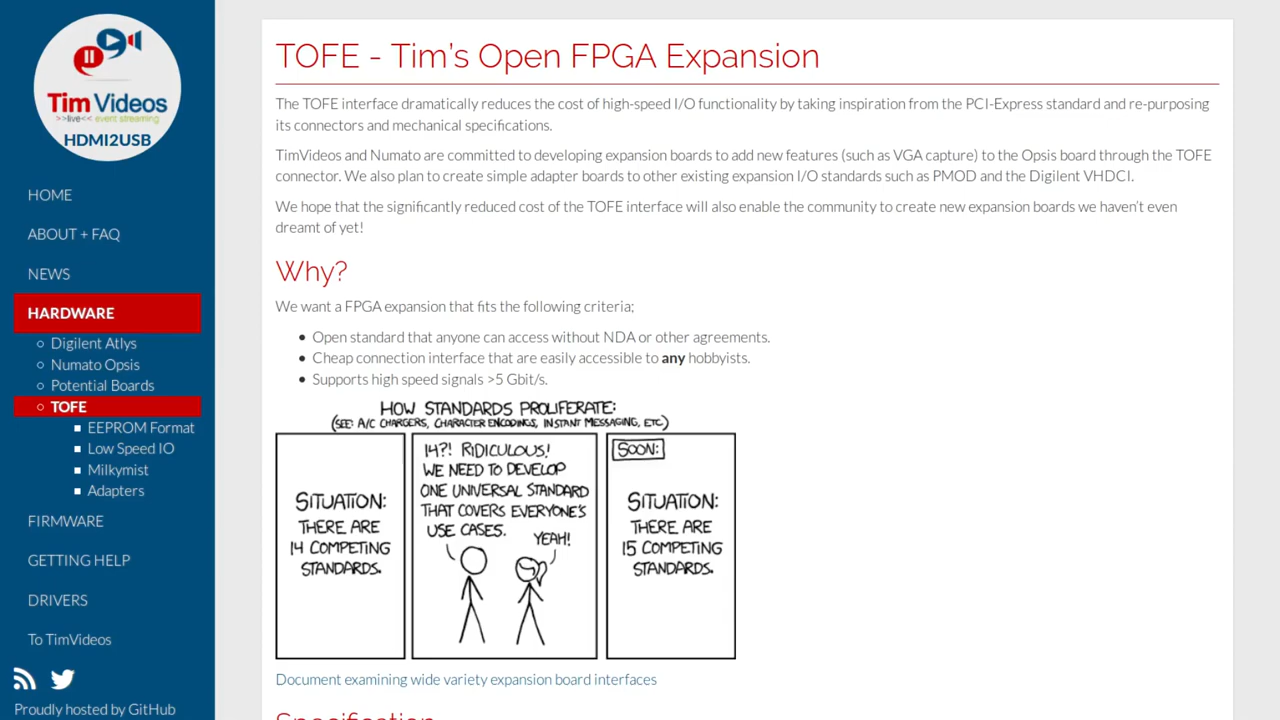 Tim Videos
>>live<< event streaming
HDMI2USB
HOME
ABOUT + FAQ
NEWS
HARDWARE
Digilent Atlys
Numato Opsis
Potential Boards
TOFE
EEPROM Format
Low Speed IO
Milkymist
Adapters
FIRMWARE
GETTING HELP
DRIVERS
To TimVideos
Proudly hosted by GitHub
TOFE - Tim's Open FPGA Expansion
The TOFE interface dramatically reduces the cost of high-speed I/O functionality by taking inspiration from the PCI-Express standard and re-purposing
its connectors and mechanical specifications.
TimVideos and Numato are committed to developing expansion boards to add new features (such as VGA capture) to the Opsis board through the TOFE
connector. We also plan to create simple adapter boards to other existing expansion I/O standards such as PMOD and the Digilent VHDCI.
We hope that the significantly reduced cost of the TOFE interface will also enable the community to create new expansion boards we haven't even
dreamt of yet!
Why?
We want a FPGA expansion that fits the following criteria;
Open standard that anyone can access without NDA or other agreements.
Cheap connection interface that are easily accessible to any hobbyists.
Supports high speed signals >5 Gbit/s.
HOW STANDARDS PROLIFERATE:
(SEE: A/C CHARGERS, CHARACTER ENCODINGS, INSTANT MESSAGING, ETC.)
SITUATION:
THERE ARE
14 COMPETING
STANDARDS.
14?! RIDICULOUS!
WE NEED TO DEVELOP
ONE UNIVERSAL STANDARD
THAT COVERS EVERYONE'S
USE CASES.
YEAH!
SOON:
SITUATION:
THERE ARE
15 COMPETING
STANDARDS.
Document examining wide variety expansion board interfaces
Specification